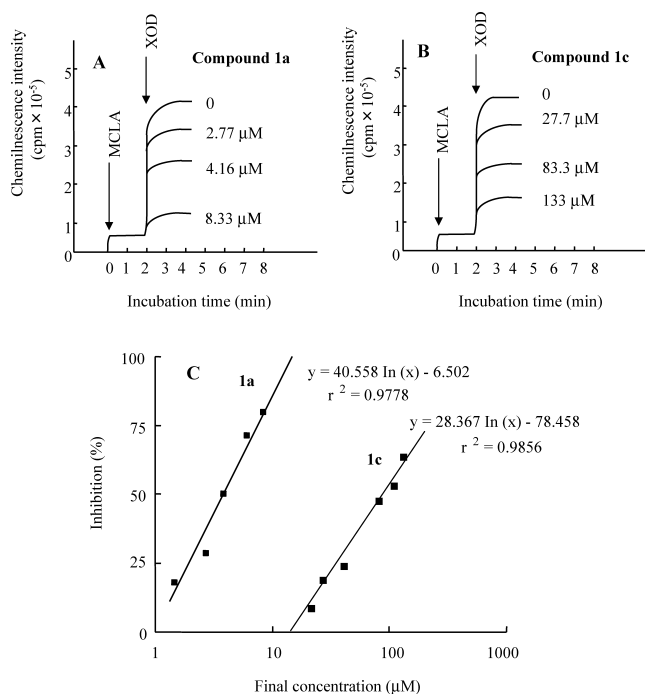 A
XOD
Compound 1a
Chemilnescence intensity
(cpm × 10⁻⁵)
5
4
3
2
1
0
MCLA
0
2.77 µM
4.16 µM
8.33 µM
0 1 2 3 4 5 6 7 8
Incubation time (min)
B
XOD
Compound 1c
Chemilnescence intensity
(cpm × 10⁻⁵)
5
4
3
2
1
0
MCLA
0
27.7 µM
83.3 µM
133 µM
0 1 2 3 4 5 6 7 8
Incubation time (min)
C
Inhibition (%)
100
75
50
25
0
1a
y = 40.558 In (x) - 6.502
r ² = 0.9778
y = 28.367 In (x) - 78.458
r ² = 0.9856
1c
1 10 100 1000
Final concentration (µM)